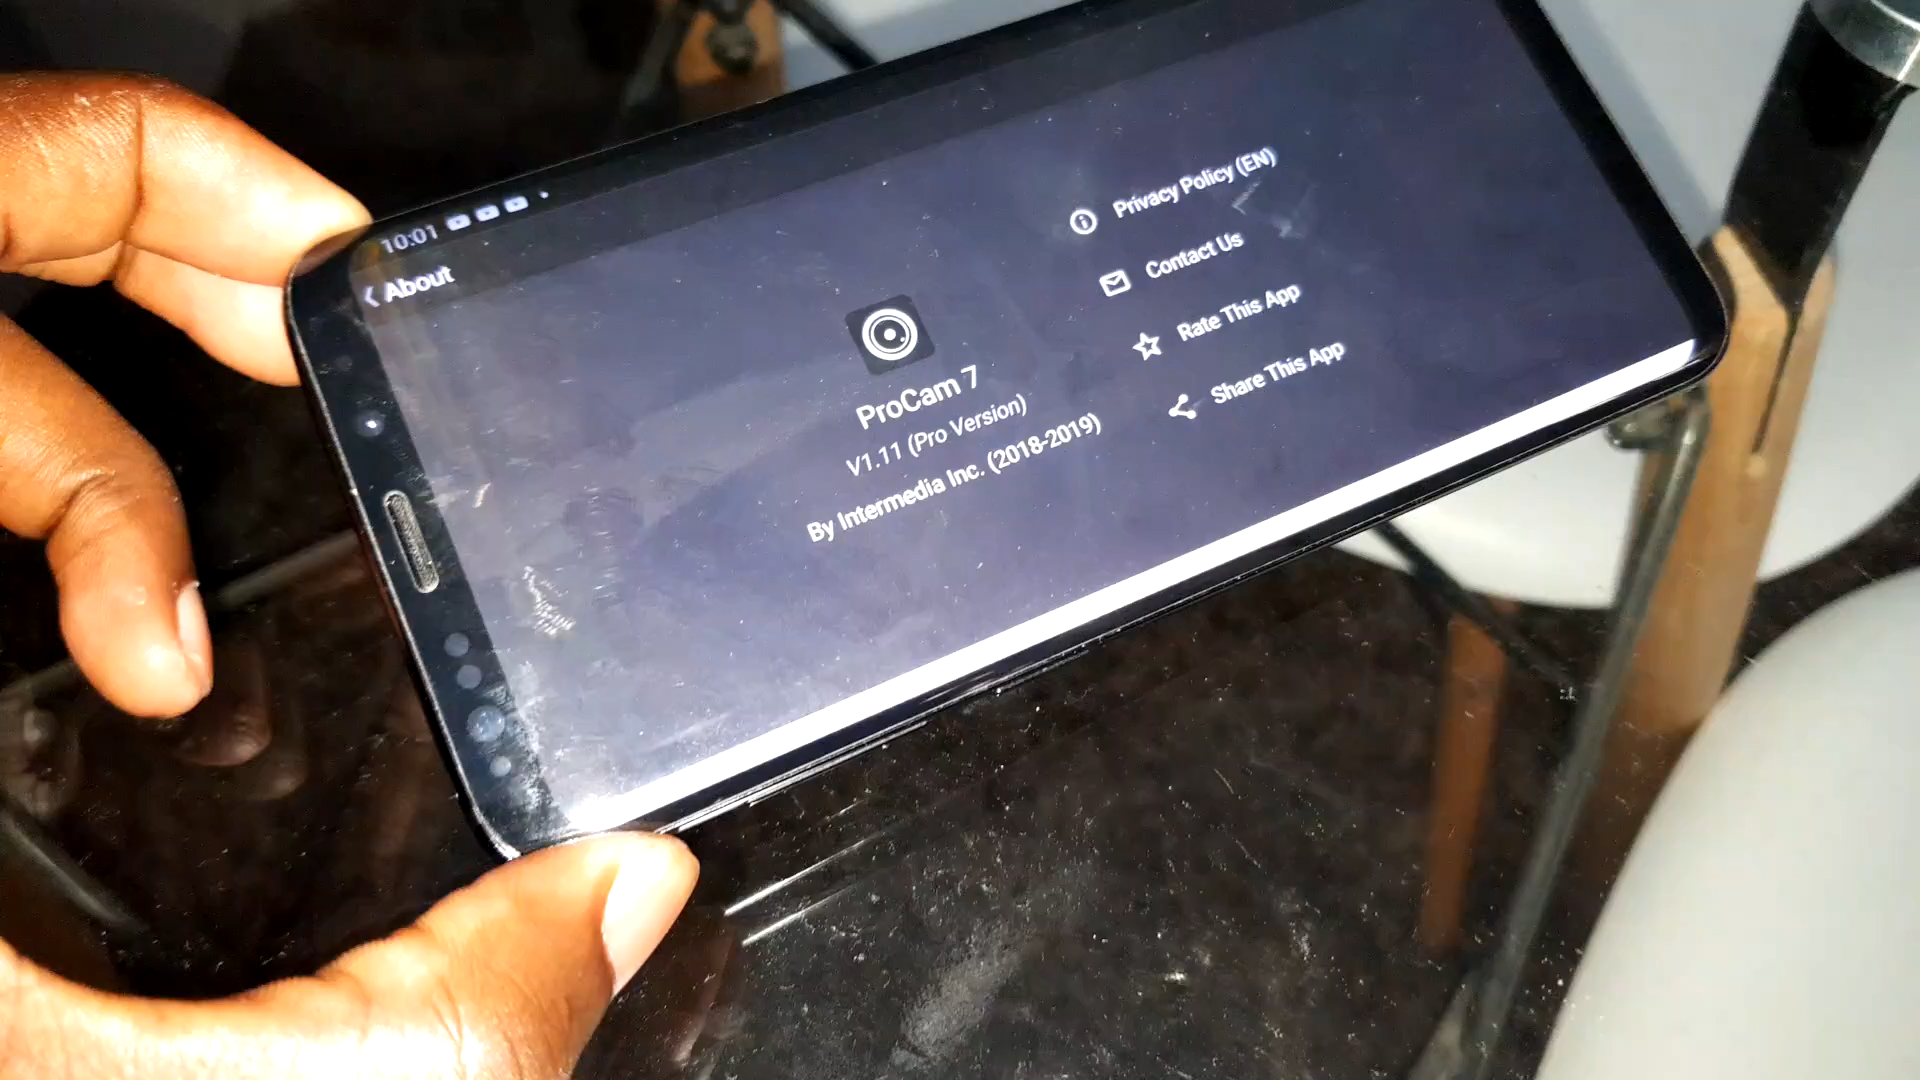 10:01
About
ProCam 7
V1.11 (Pro Version)
By Intermedia Inc. (2018-2019)
Privacy Policy (EN)
Contact Us
Rate This App
Share This App